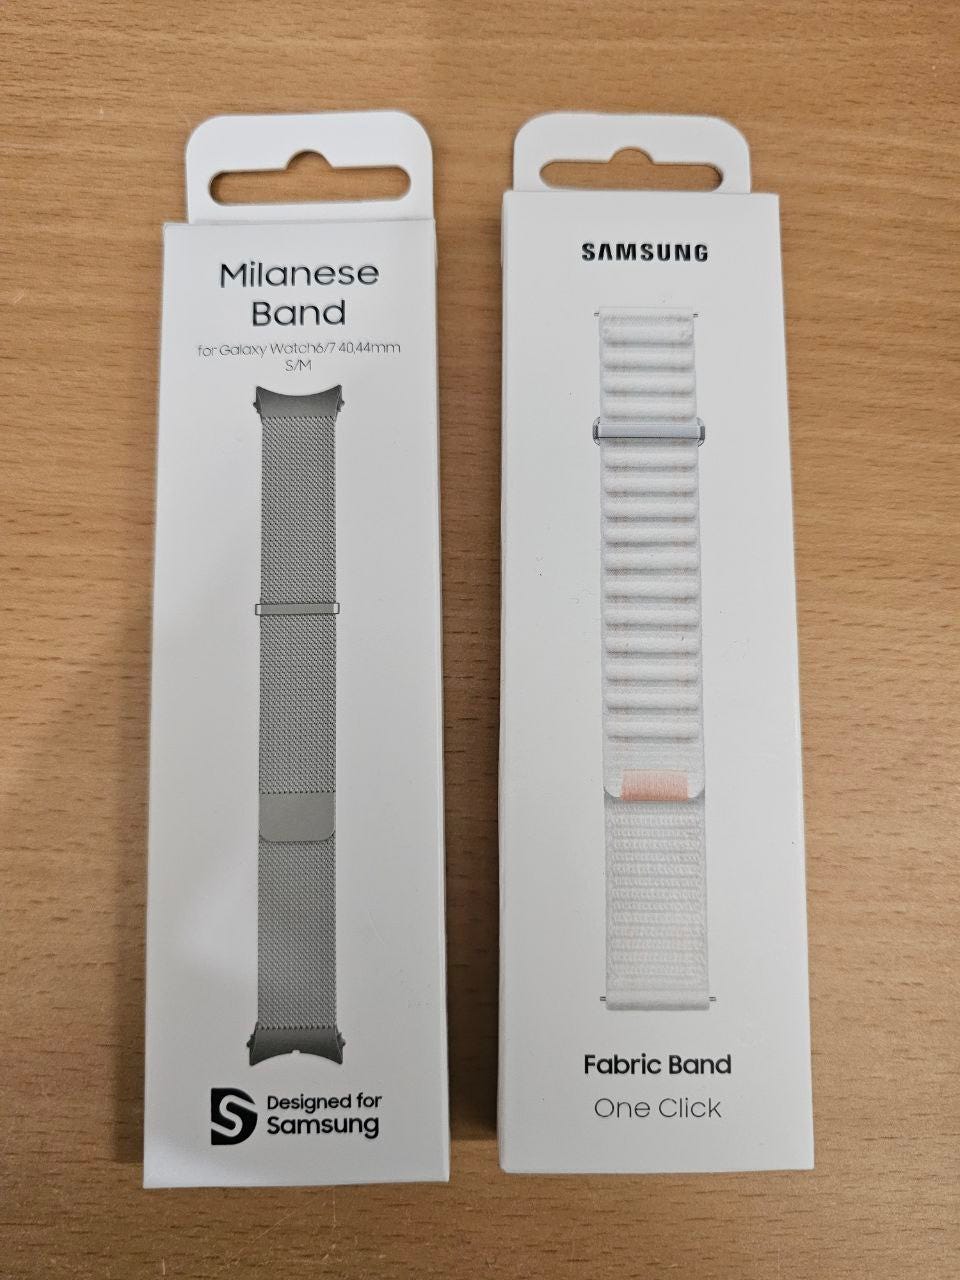 Milanese
Band
for Galaxy Watch6/7 40,44mm
S/M
Designed for
Samsung
SAMSUNG
Fabric Band
One Click